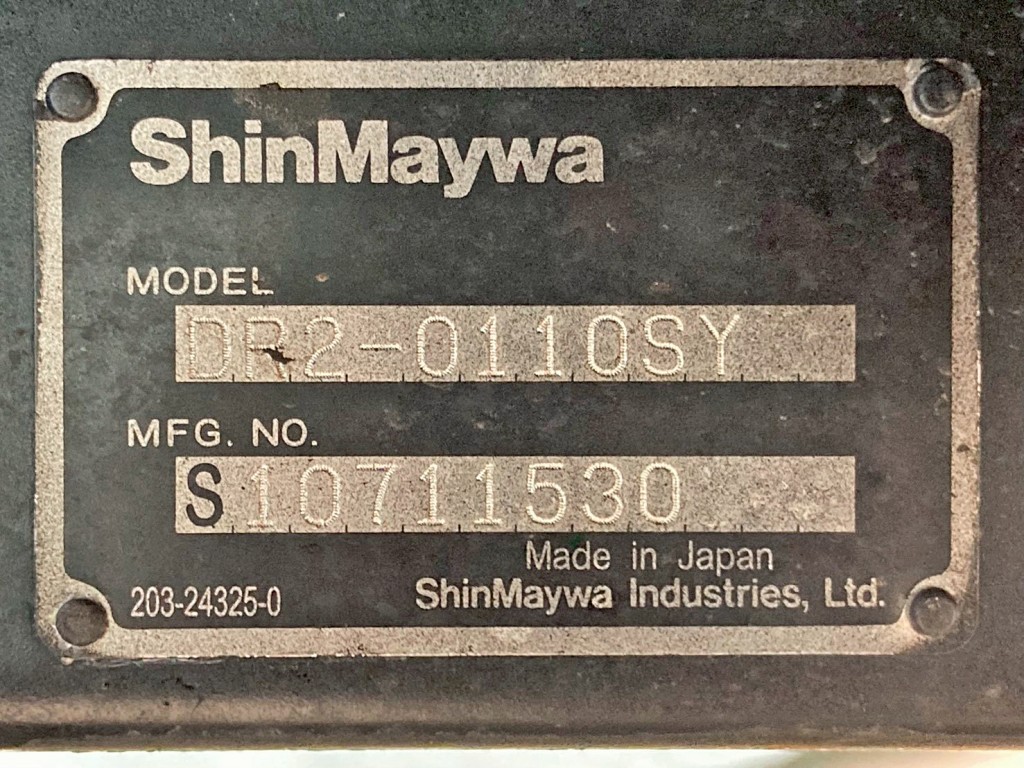 ShinMaywa
MODEL
DR2-0110SY
MFG. NO.
S10711530
Made in Japan
203-24325-0 ShinMaywa Industries, Ltd.